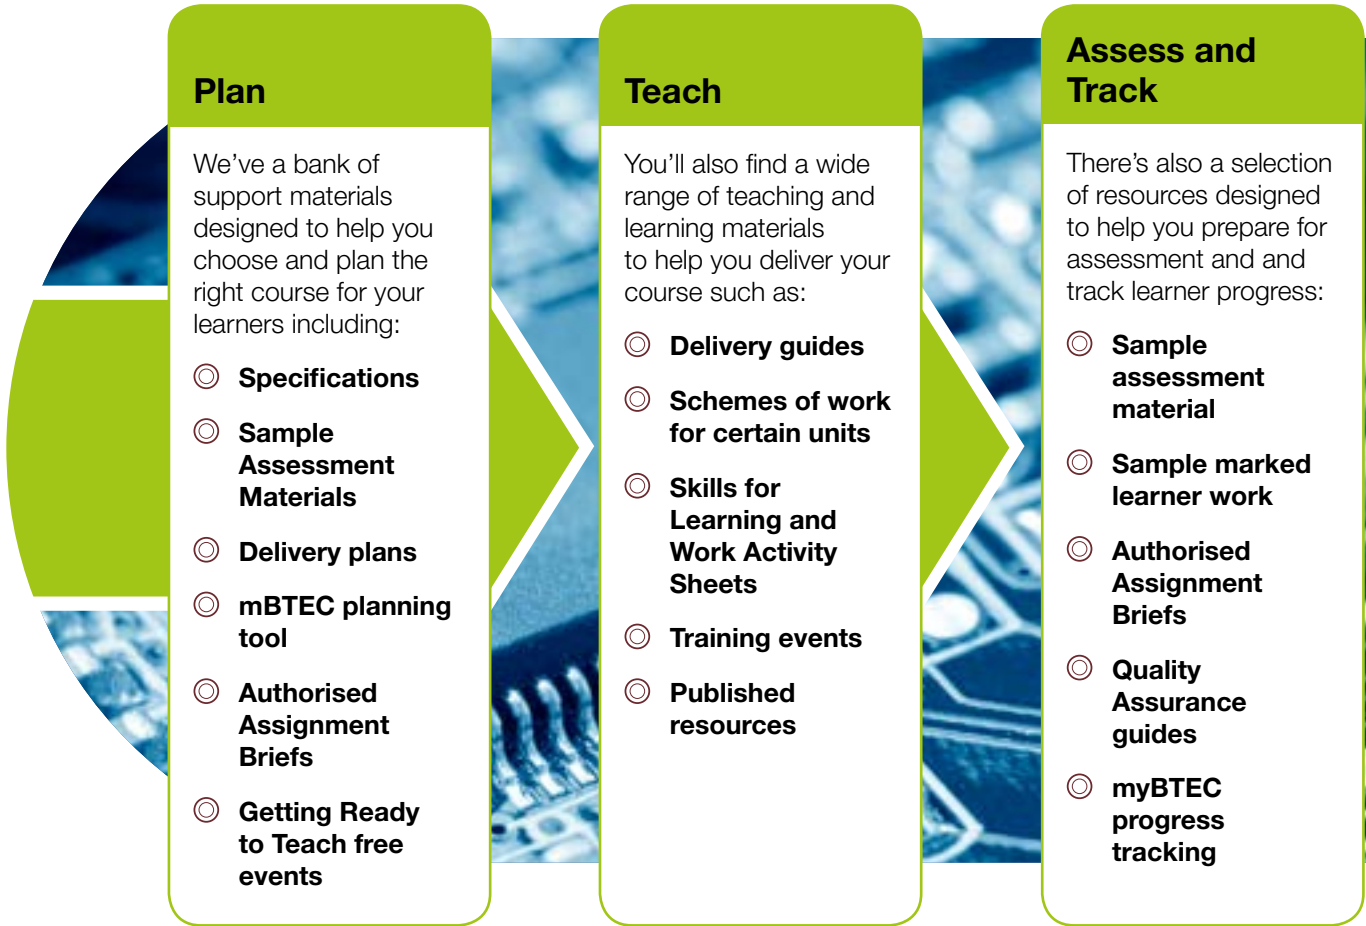 Plan
We've a bank of
support materials
designed to help you
choose and plan the
right course for your
learners including:
Specifications
Sample
Assessment
Materials
Delivery plans
mBTEC planning
tool
Authorised
Assignment
Briefs
Getting Ready
to Teach free
events
Teach
You'll also find a wide
range of teaching and
learning materials
to help you deliver your
course such as:
Delivery guides
Schemes of work
for certain units
Skills for
Learning and
Work Activity
Sheets
Training events
Published
resources
Assess and
Track
There's also a selection
of resources designed
to help you prepare for
assessment and and
track learner progress:
Sample
assessment
material
Sample marked
learner work
Authorised
Assignment
Briefs
Quality
Assurance
guides
myBTEC
progress
tracking